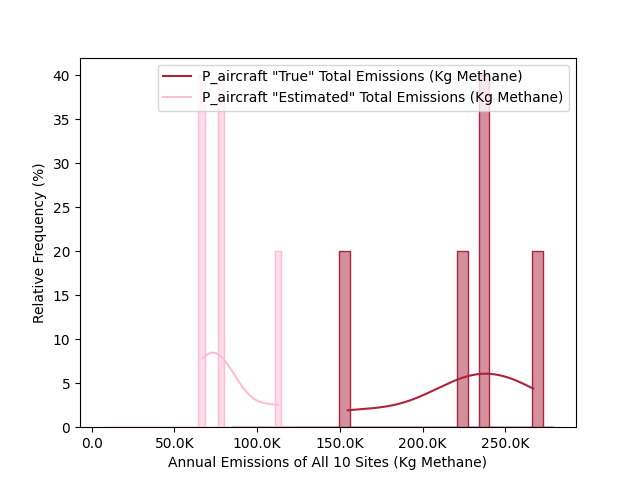 P_aircraft "True" Total Emissions (Kg Methane)
P_aircraft "Estimated" Total Emissions (Kg Methane)
40
35
30
25
20
15
10
5
0
Relative Frequency (%)
0.0 50.0K 100.0K 150.0K 200.0K 250.0K
Annual Emissions of All 10 Sites (Kg Methane)